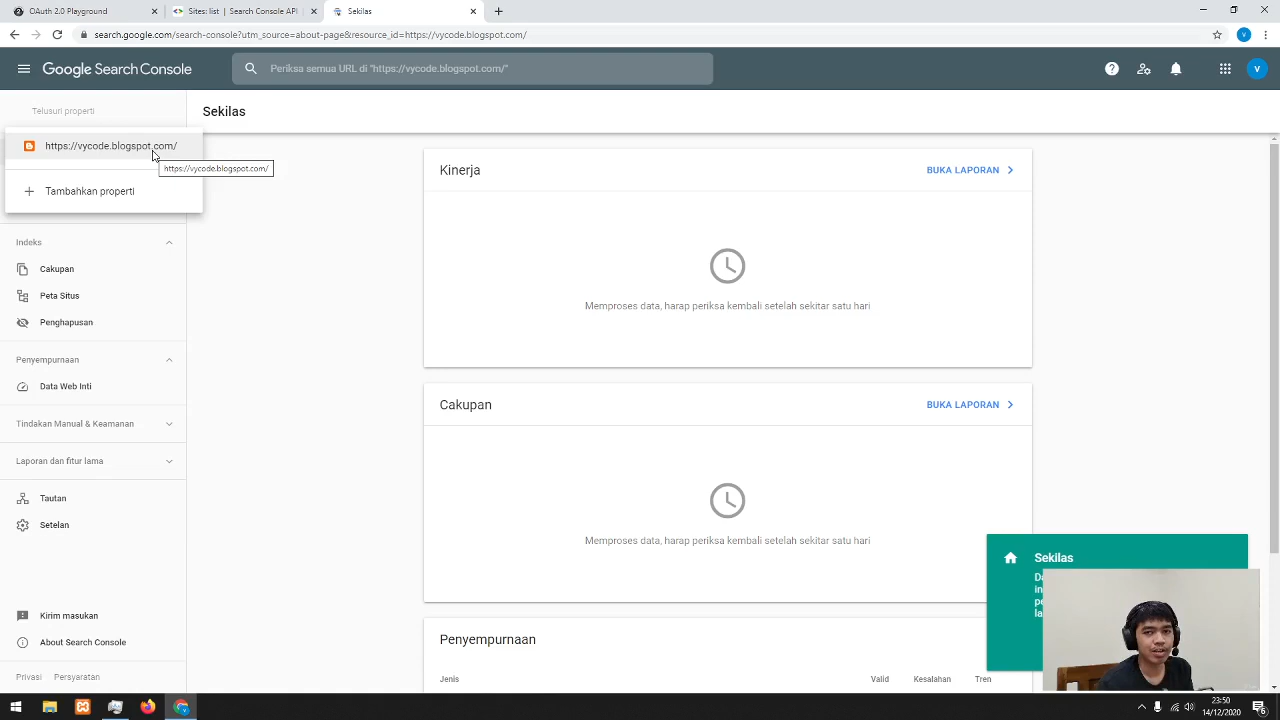 OAuth 2.0 Playground
Sites: list | Search Console API
Sekilas
search.google.com/search-console?utm_source=about-page&resource_id=https://vycode.blogspot.com/
Google Search Console
Periksa semua URL di "https://vycode.blogspot.com/"
Telusuri properti
Sekilas
https://vycode.blogspot.com/
https://vycode.blogspot.com/
Tambahkan properti
Indeks
Cakupan
Peta Situs
Penghapusan
Penyempurnaan
Data Web Inti
Tindakan Manual & Keamanan
Laporan dan fitur lama
Tautan
Setelan
Kirim masukan
About Search Console
Privasi
Persyaratan
Kinerja
BUKA LAPORAN
Memproses data, harap periksa kembali setelah sekitar satu hari
Cakupan
BUKA LAPORAN
Memproses data, harap periksa kembali setelah sekitar satu hari
Penyempurnaan
Jenis
Valid
Kesalahan
Tren
Sekilas
23:50
14/12/2020